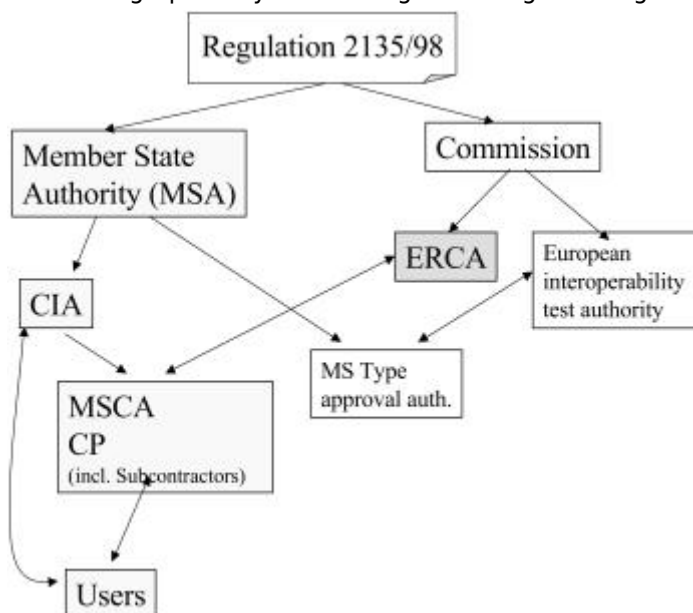 Regulation 2135/98
Member State
Authority (MSA)
Commission
ERCA
European
interoperability
test authority
CIA
MS Type
approval auth.
MSCA
CP
(incl. Subcontractors)
Users